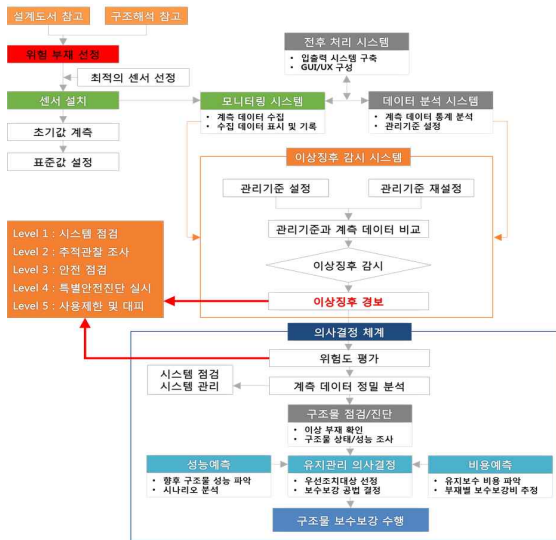 설계도서 참고
구조해석 참고
위험 부재 선정
최적의 센서 선정
센서 설치
초기값 계측
표준값 설정
전후 처리 시스템
• 입출력 시스템 구축
• GUI/UX 구성
모니터링 시스템
• 계측 데이터 수집
• 수집 데이터 표시 및 기록
데이터 분석 시스템
• 계측 데이터 통계 분석
• 관리기준 설정
이상징후 감시 시스템
관리기준 설정
관리기준 재설정
관리기준과 계측 데이터 비교
이상징후 감시
이상징후 경보
Level 1 : 시스템 점검
Level 2 : 추적관찰 조사
Level 3 : 안전 점검
Level 4 : 특별안전진단 실시
Level 5 : 사용제한 및 대피
의사결정 체계
위험도 평가
시스템 점검
시스템 관리
계측 데이터 정밀 분석
구조물 점검/진단
• 이상 부재 확인
• 구조물 상태/성능 조사
성능예측
• 향후 구조물 성능 파악
• 시나리오 분석
유지관리 의사결정
• 우선조치대상 선정
• 보수보강 공법 결정
비용예측
• 유지보수 비용 파악
• 부재별 보수보강비 추정
구조물 보수보강 수행